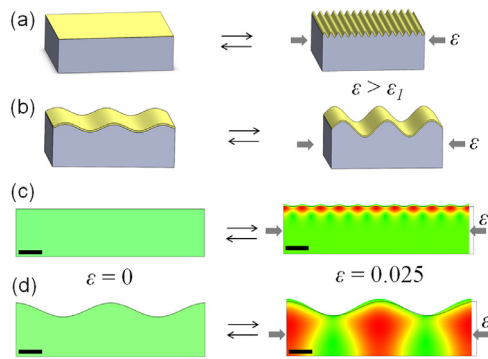 (a)
ε
ε > ε₁
(b)
ε
(c)
ε
ε = 0
ε = 0.025
(d)
ε